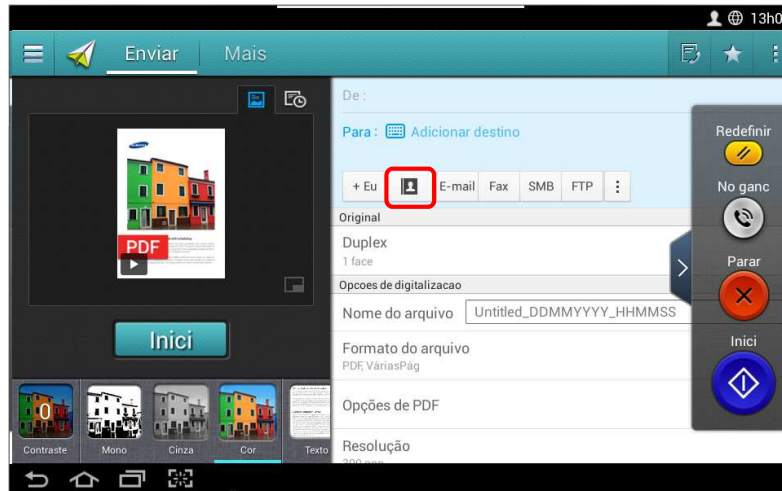 13h0
Enviar
Mais
De :
Para : Adicionar destino
+ Eu
E-mail
Fax
SMB
FTP
Original
Duplex
1 face
Opcoes de digitalizacao
Nome do arquivo
Untitled_DDMMYYYY_HHMMSS
Formato do arquivo
PDF, VáriasPág
Opções de PDF
Resolução
SAMSUNG
PDF
Inici
0
Contraste
Mono
Cinza
Cor
Texto
Redefinir
No ganc
Parar
Inici